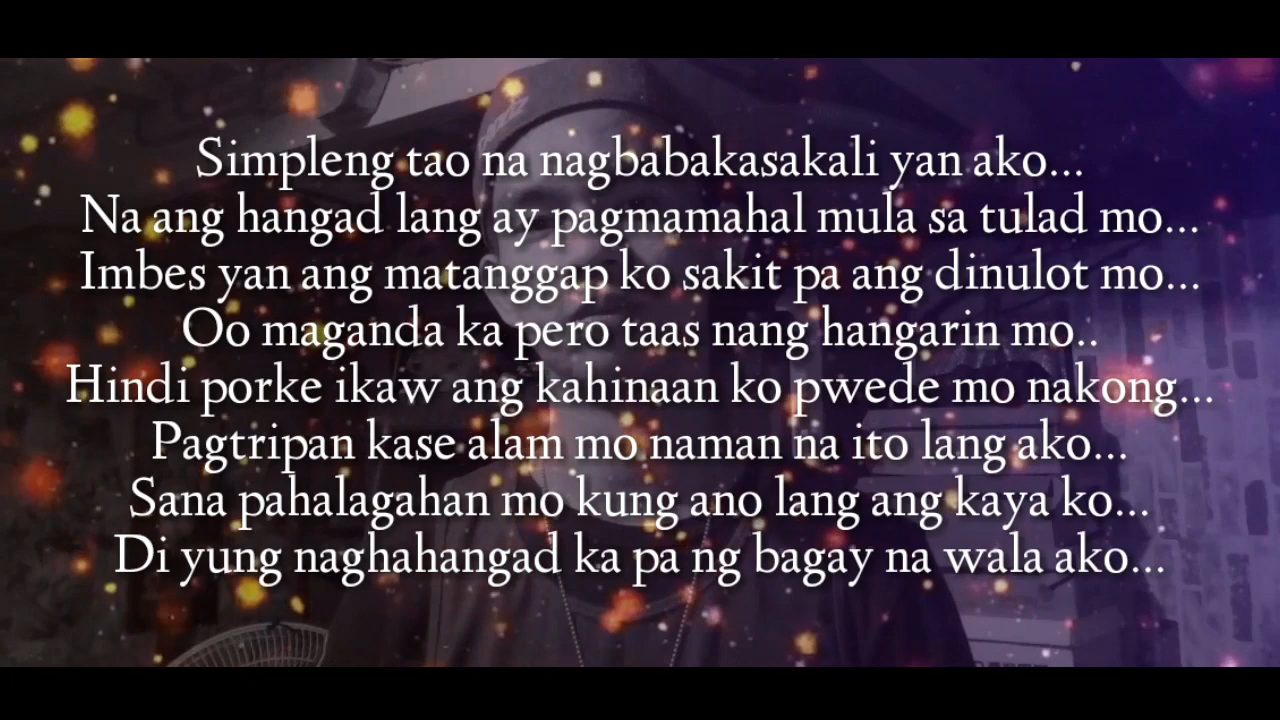 Simpleng tao na nagbabakasakali yan ako...
Na ang hangad lang ay pagmamahal mula sa tulad mo...
Imbes yan ang matanggap ko sakit pa ang dinulot mo...
Oo maganda ka pero taas nang hangarin mo..
Hindi porke ikaw ang kahinaan ko pwede mo nakong...
Pagtripan kase alam mo naman na ito lang ako...
Sana pahalagahan mo kung ano lang ang kaya ko...
Di yung naghahangad ka pa ng bagay na wala ako...